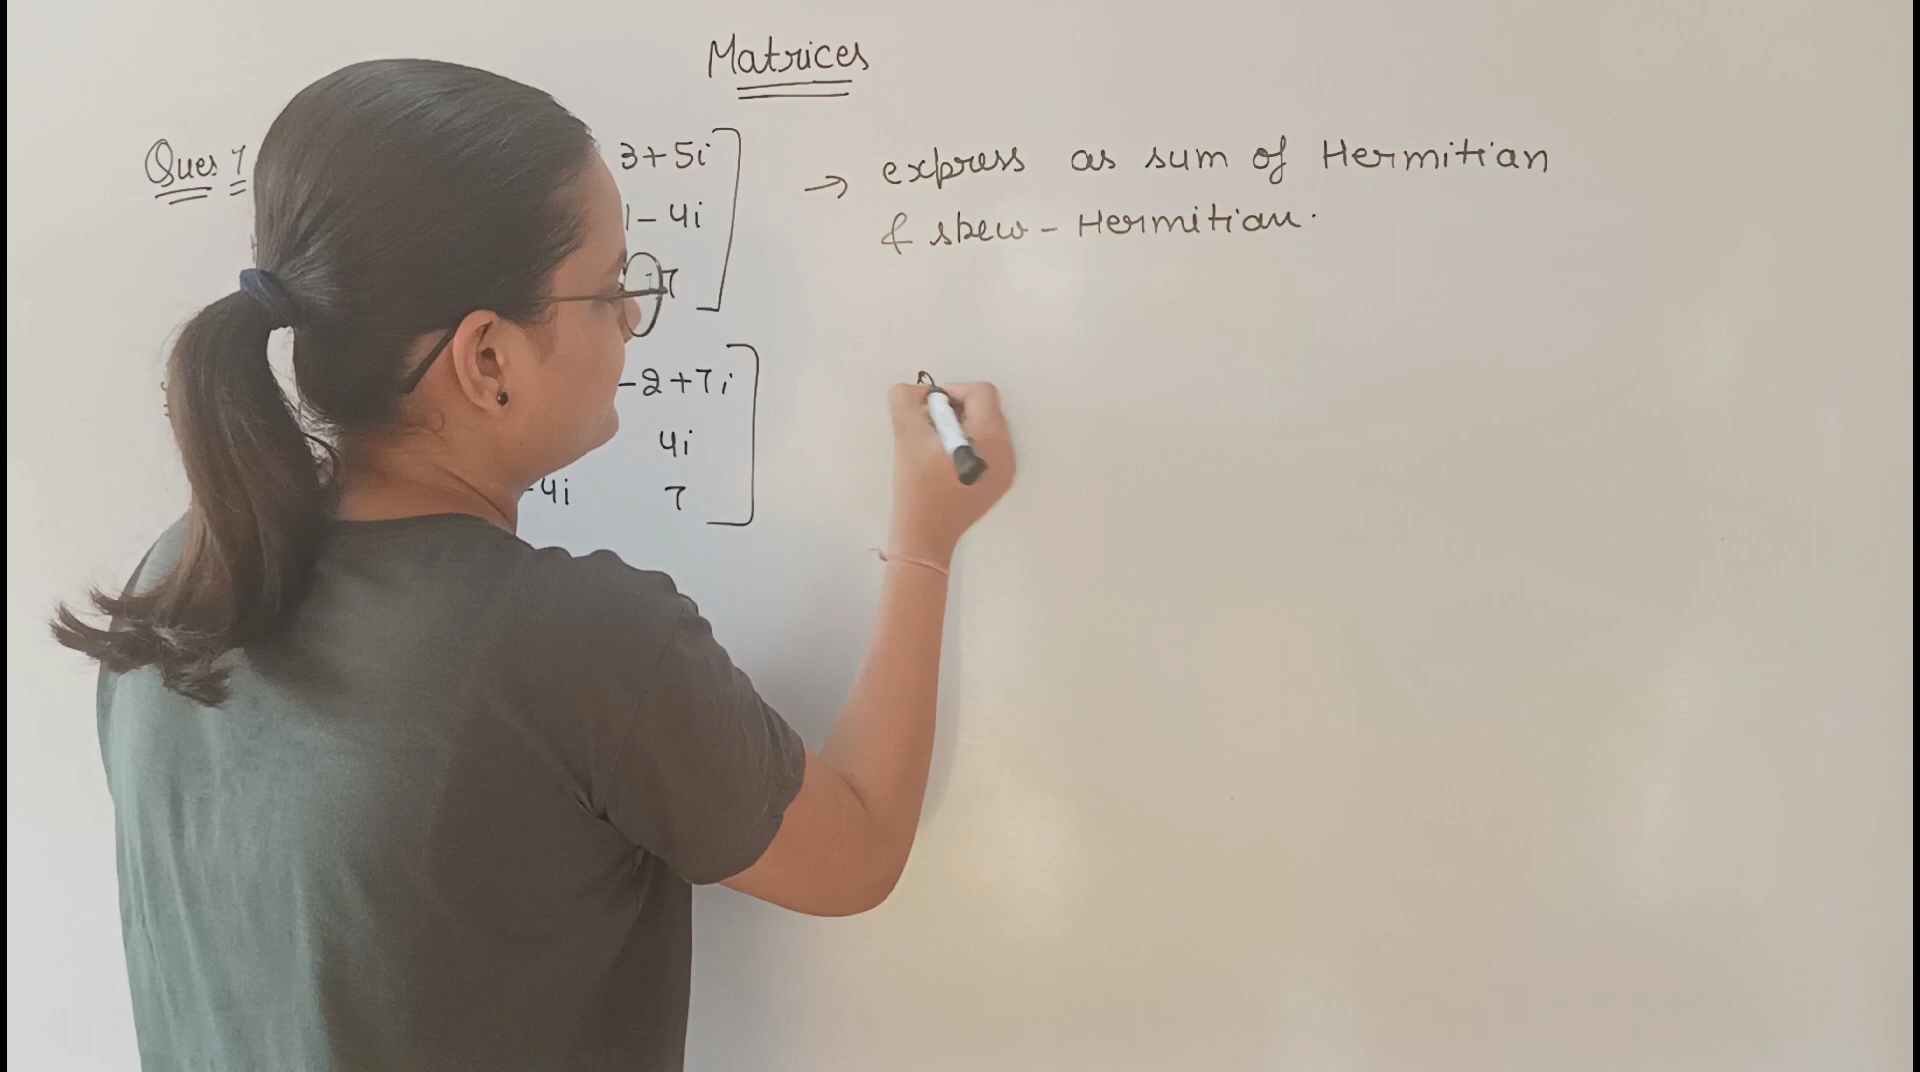 Matrices
Ques 1
3+5i
1-4i
7
→ express as sum of Hermitian
& skew-Hermitian.
-2+7i
4i
-4i 7